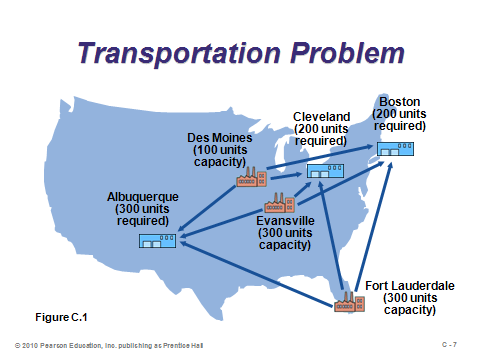 Transportation Problem
Boston
(200 units
required)
Cleveland
(200 units
required)
Des Moines
(100 units
capacity)
Albuquerque
(300 units
required)
Evansville
(300 units
capacity)
Fort Lauderdale
(300 units
capacity)
Figure C.1
© 2010 Pearson Education, Inc. publishing as Prentice Hall
C - 7